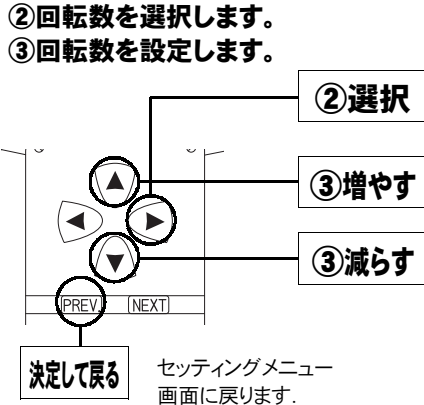 ②回転数を選択します。
③回転数を設定します。
②選択
③増やす
③減らす
PREV NEXT
決定して戻る
セッティングメニュー
画面に戻ります.